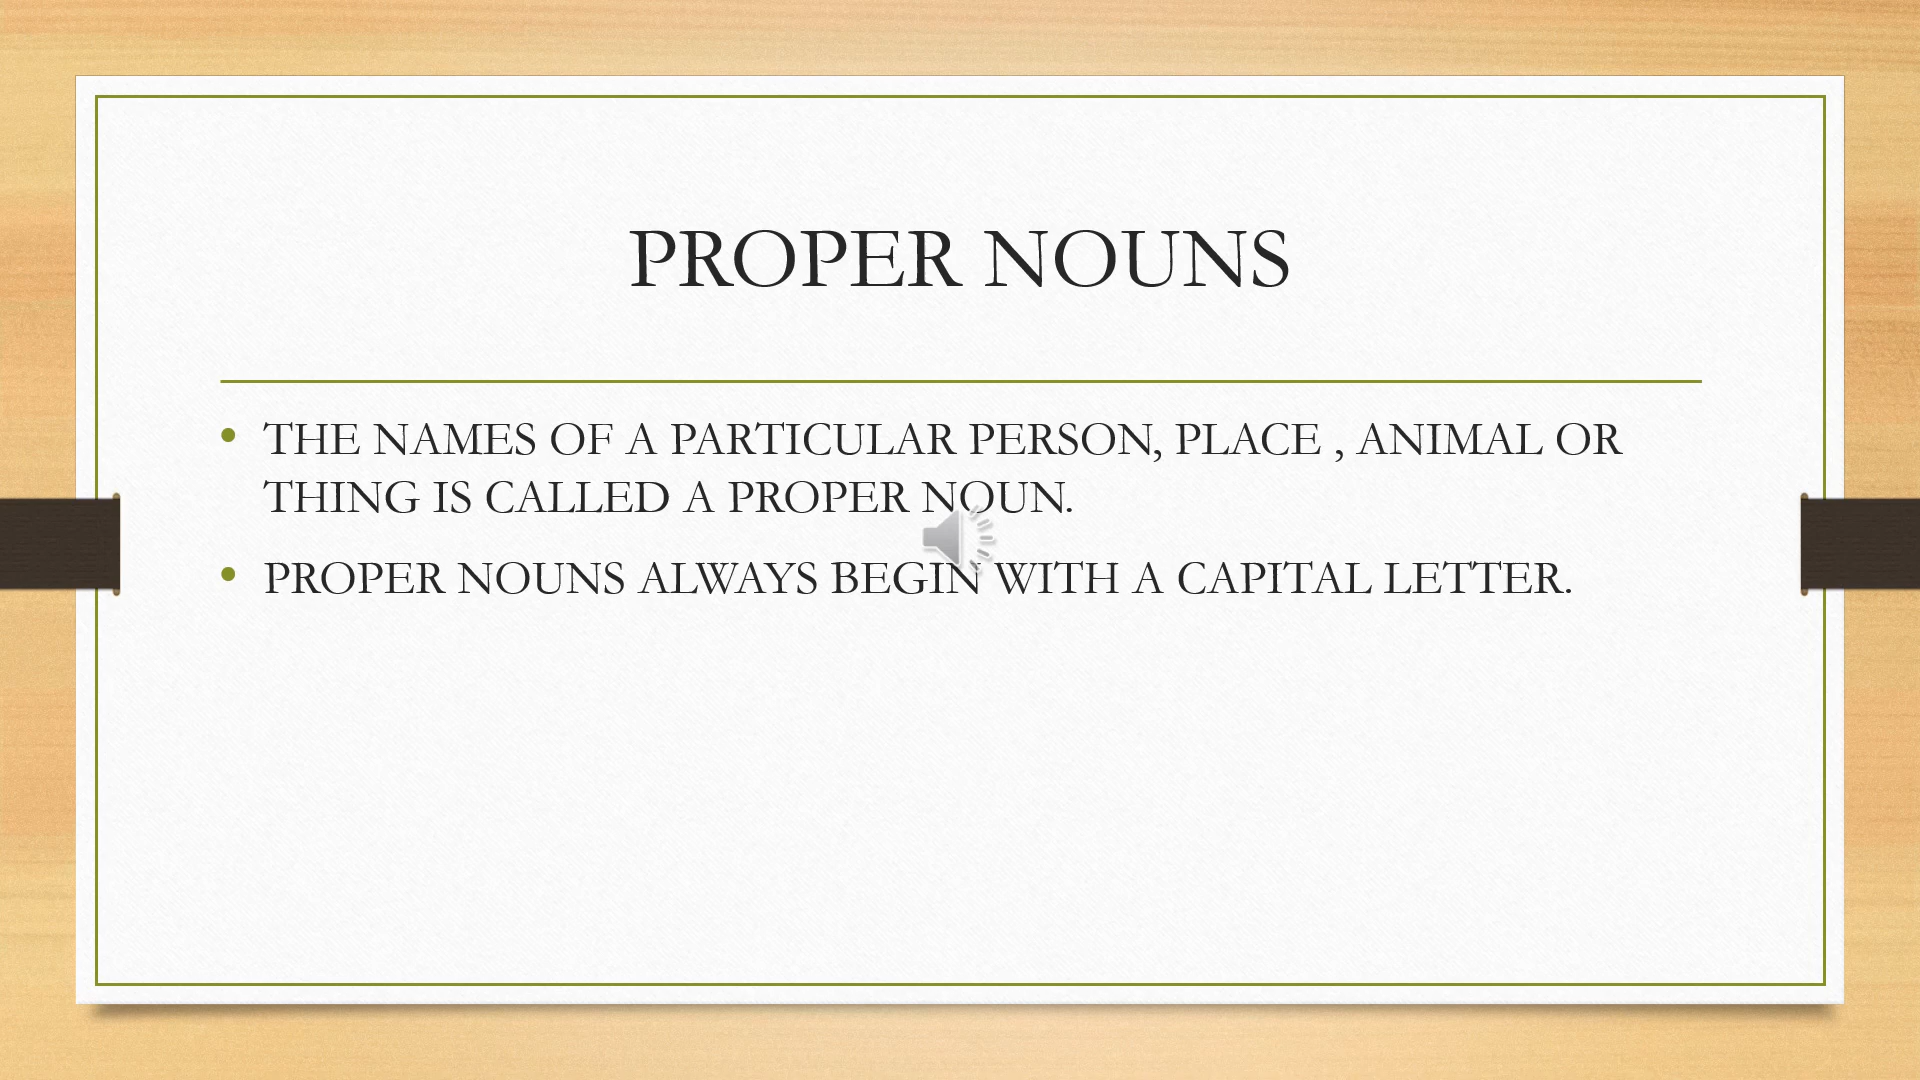 PROPER NOUNS
• THE NAMES OF A PARTICULAR PERSON, PLACE , ANIMAL OR
THING IS CALLED A PROPER NOUN.
• PROPER NOUNS ALWAYS BEGIN WITH A CAPITAL LETTER.